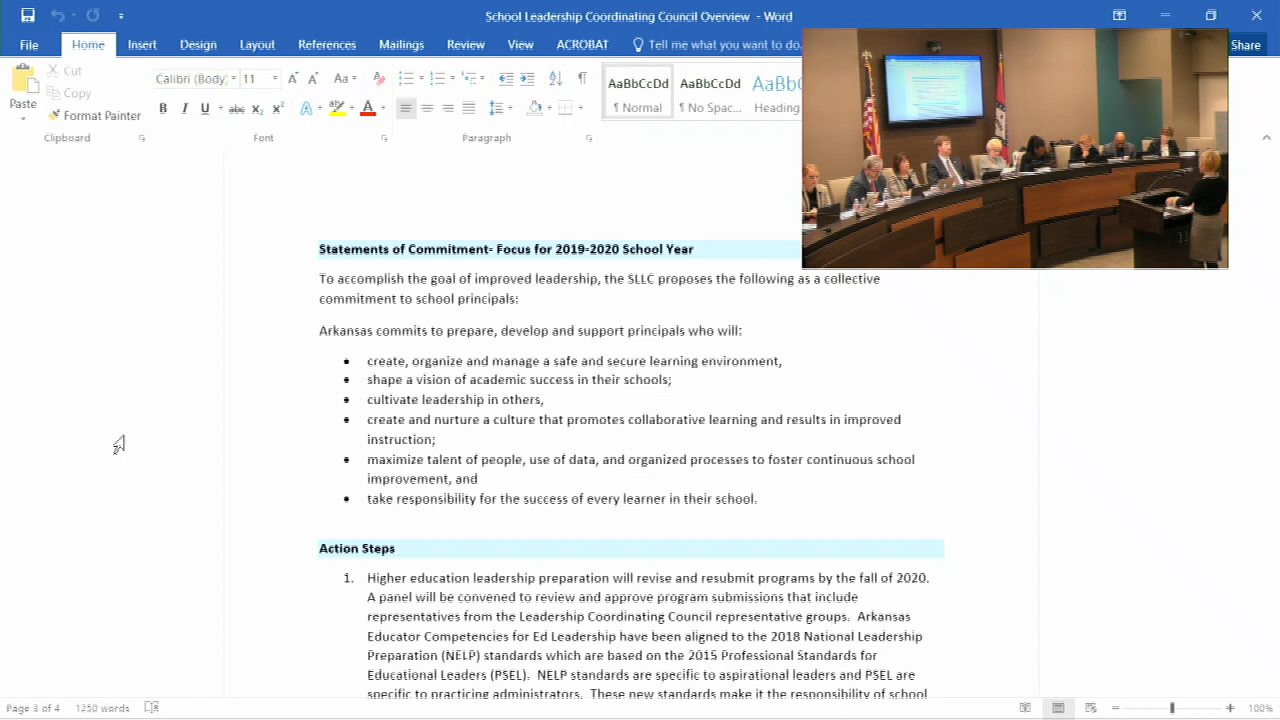 School Leadership Coordinating Council Overview - Word
File Home Insert Design Layout References Mailings Review View ACROBAT Tell me what you want to do. Share
Paste
Cut
Copy
Format Painter
Calibri (Body) 11
AaBbCcDd AaBbCcDd AaBbC
¶ Normal ¶ No Spac... Heading
Clipboard Font Paragraph
Statements of Commitment- Focus for 2019-2020 School Year
To accomplish the goal of improved leadership, the SLLC proposes the following as a collective
commitment to school principals:
Arkansas commits to prepare, develop and support principals who will:
• create, organize and manage a safe and secure learning environment,
• shape a vision of academic success in their schools;
• cultivate leadership in others,
• create and nurture a culture that promotes collaborative learning and results in improved
instruction;
• maximize talent of people, use of data, and organized processes to foster continuous school
improvement, and
• take responsibility for the success of every learner in their school.
Action Steps
1. Higher education leadership preparation will revise and resubmit programs by the fall of 2020.
A panel will be convened to review and approve program submissions that include
representatives from the Leadership Coordinating Council representative groups. Arkansas
Educator Competencies for Ed Leadership have been aligned to the 2018 National Leadership
Preparation (NELP) standards which are based on the 2015 Professional Standards for
Educational Leaders (PSEL). NELP standards are specific to aspirational leaders and PSEL are
specific to practicing administrators. These new standards make it the responsibility of school
Page 3 of 4 1250 words 100%